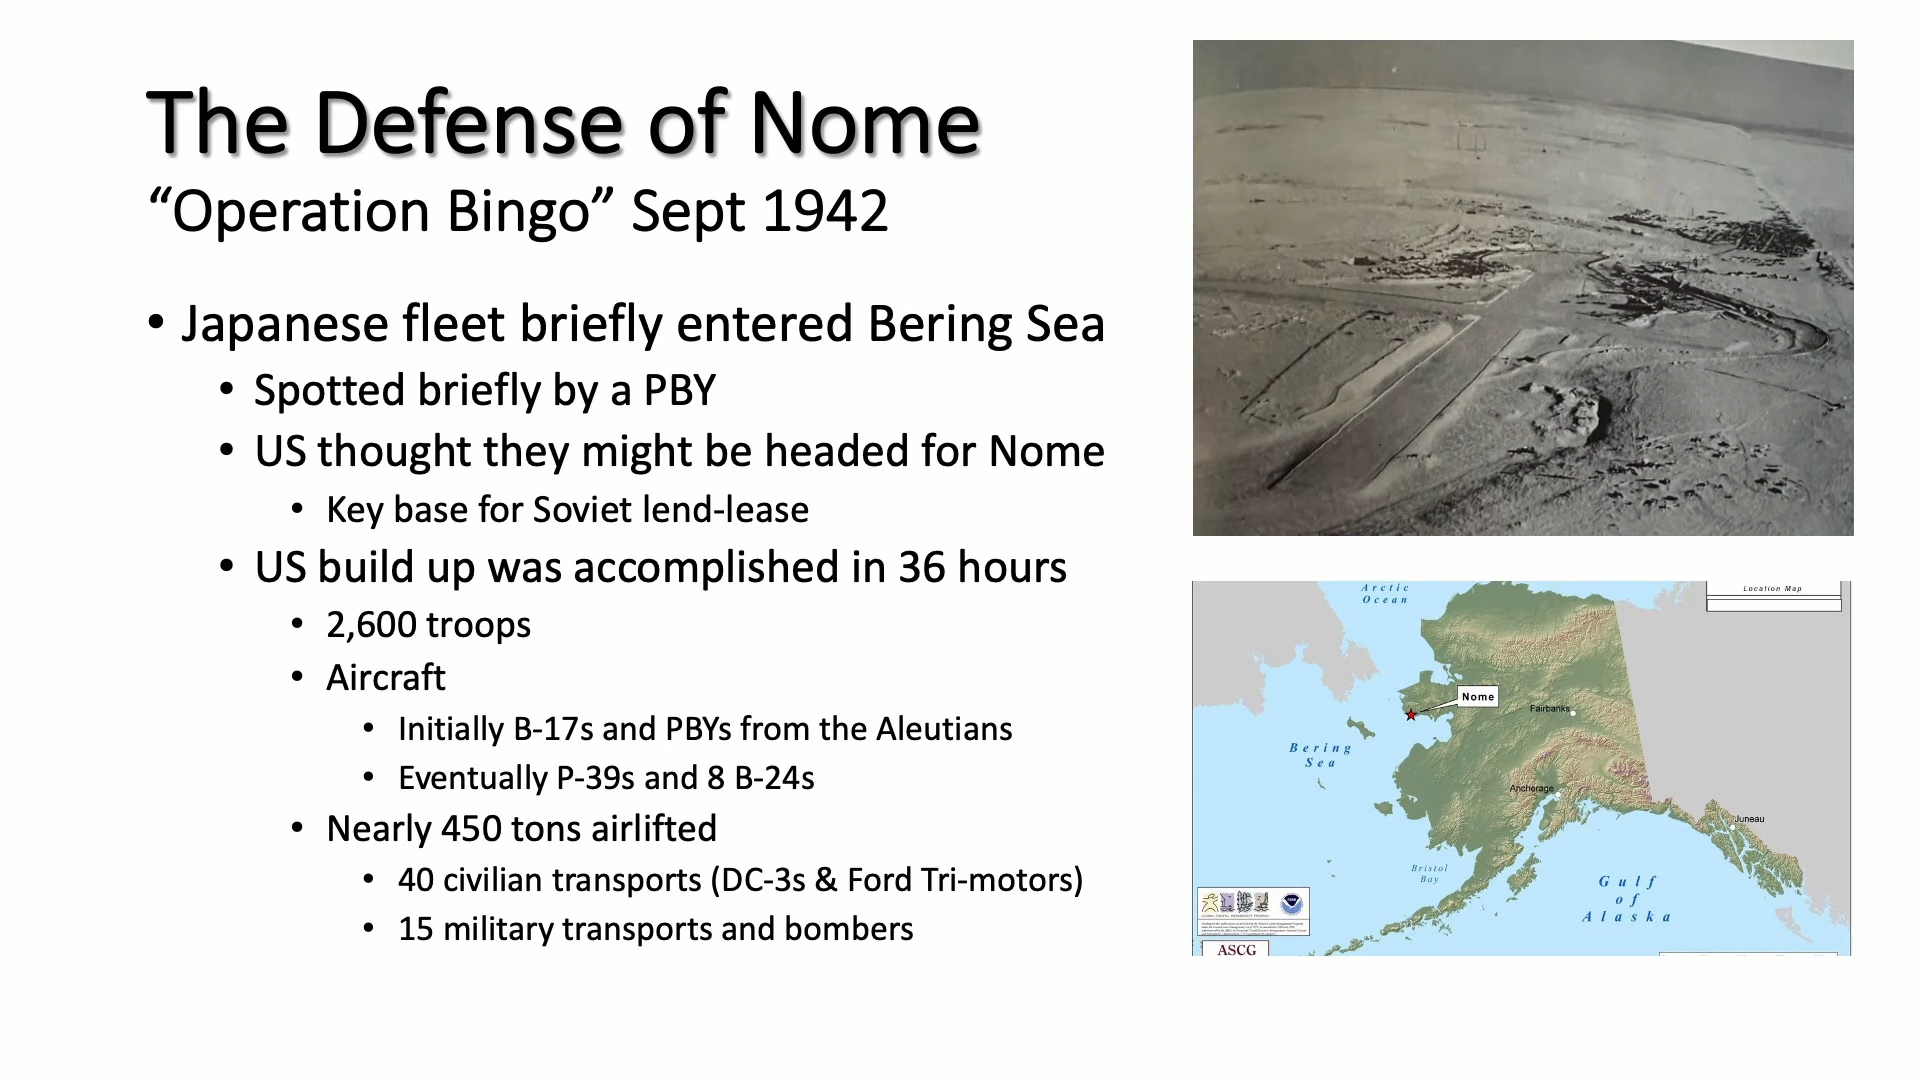 The Defense of Nome
“Operation Bingo” Sept 1942
• Japanese fleet briefly entered Bering Sea
• Spotted briefly by a PBY
• US thought they might be headed for Nome
• Key base for Soviet lend-lease
• US build up was accomplished in 36 hours
• 2,600 troops
• Aircraft
• Initially B-17s and PBYs from the Aleutians
• Eventually P-39s and 8 B-24s
• Nearly 450 tons airlifted
• 40 civilian transports (DC-3s & Ford Tri-motors)
• 15 military transports and bombers
Arctic
Ocean
Location Map
Nome
Fairbanks
Bering
Sea
Anchorage
Juneau
Bristol
Bay
Gulf
of
Alaska
ASCG